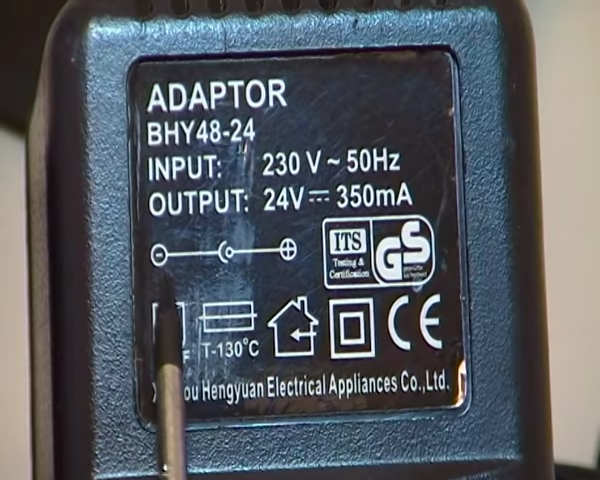 ADAPTOR
BHY48-24
INPUT: 230 V ~ 50Hz
OUTPUT: 24V ⎓ 350mA
ITS
Testing &
Certification
GS
T-130°C
CE
Hengyuan Electrical Appliances Co.,Ltd.